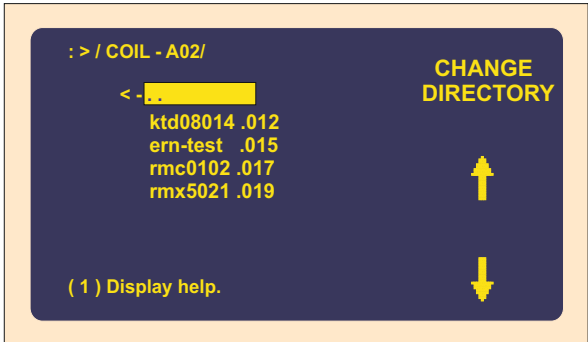 : > / COIL - A02/
CHANGE
DIRECTORY
< - . .
ktd08014 .012
ern-test .015
rmc0102 .017
rmx5021 .019
( 1 ) Display help.